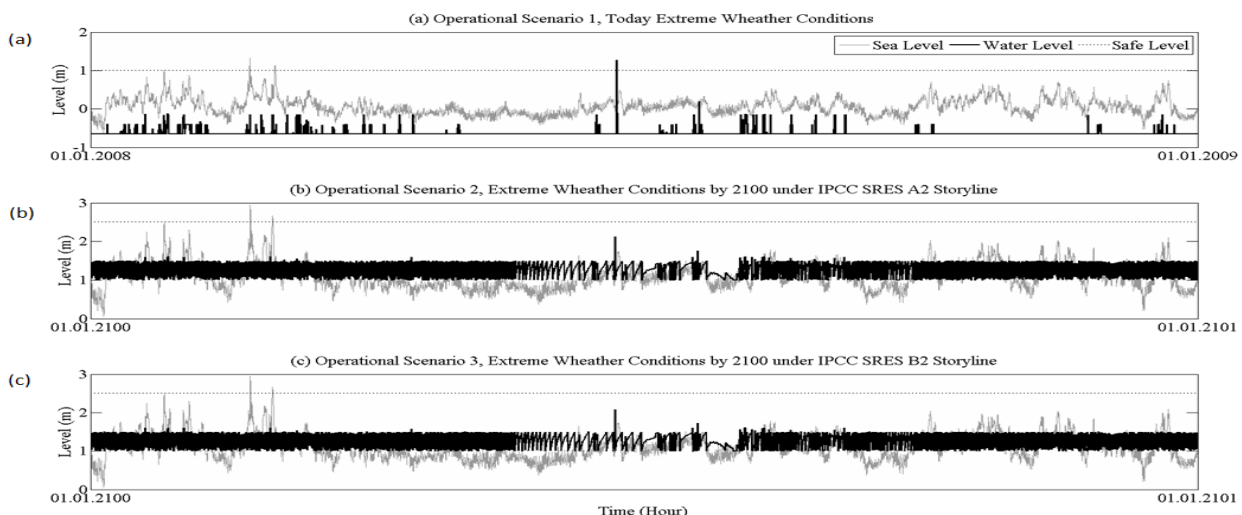 (a) Operational Scenario 1, Today Extreme Wheather Conditions
(a)
2
1
0
-1
Level (m)
Sea Level Water Level Safe Level
01.01.2008 01.01.2009
(b) Operational Scenario 2, Extreme Wheather Conditions by 2100 under IPCC SRES A2 Storyline
(b)
3
2
1
0
Level (m)
01.01.2100 01.01.2101
(c) Operational Scenario 3, Extreme Wheather Conditions by 2100 under IPCC SRES B2 Storyline
(c)
3
2
1
0
Level (m)
01.01.2100 01.01.2101
Time (Hour)